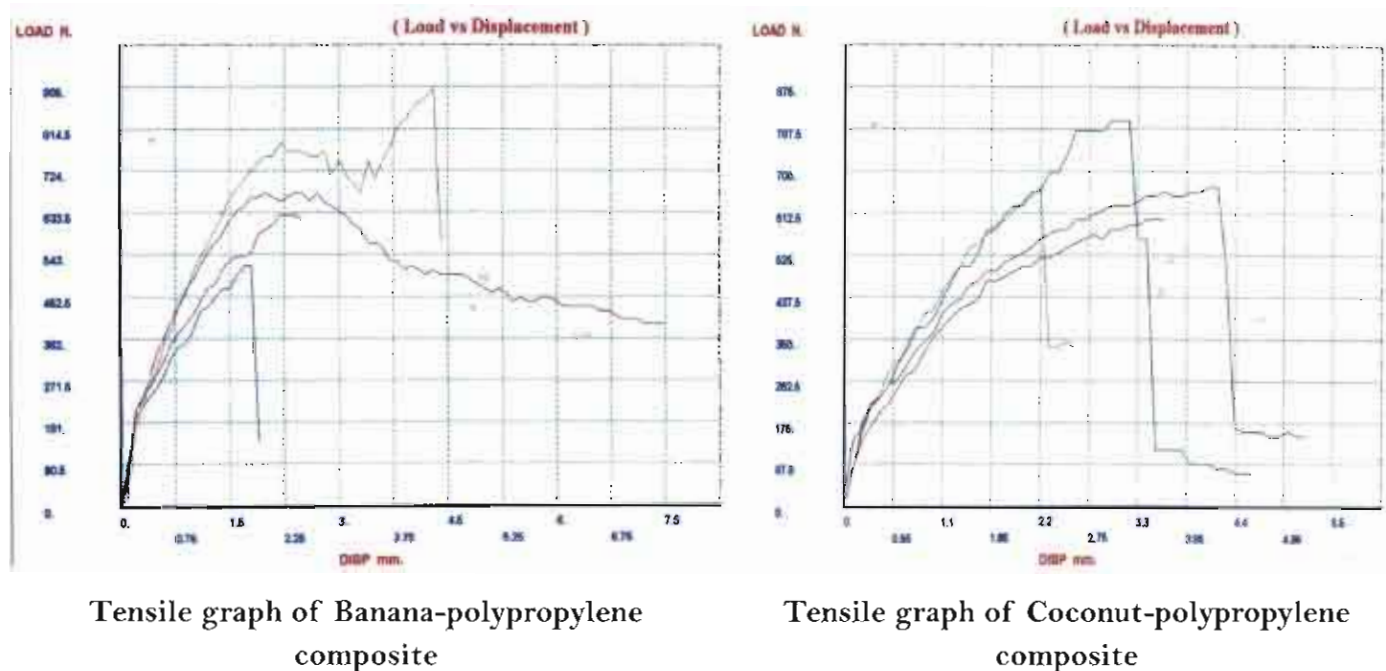 LOAD N.
( Load vs Displacement )
814.5
724.
633.5
543.
452.5
362.
271.5
181.
90.5
0.
0. 1.5 3. 4.5 6. 7.5
0.75 2.25 3.75 5.25 6.75
DISP mm.
Tensile graph of Banana-polypropylene
composite
LOAD N.
( Load vs Displacement )
875.
787.5
700.
612.5
525.
437.5
350.
262.5
175.
87.5
0.
0 1.1 2.2 3.3 4.4 5.5
0.55 1.65 2.75 3.85 4.95
DISP mm.
Tensile graph of Coconut-polypropylene
composite